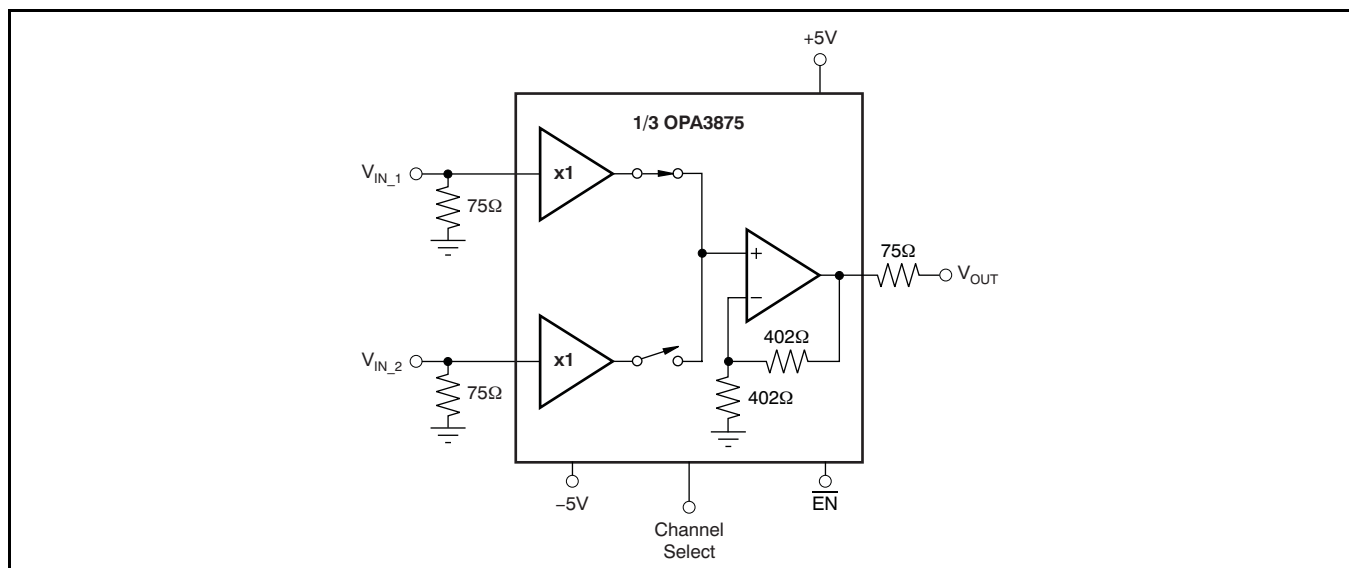 +5V
1/3 OPA3875
V_IN_1
x1
75Ω
+
−
75Ω
V_OUT
402Ω
402Ω
V_IN_2
x1
75Ω
−5V
EN
Channel
Select